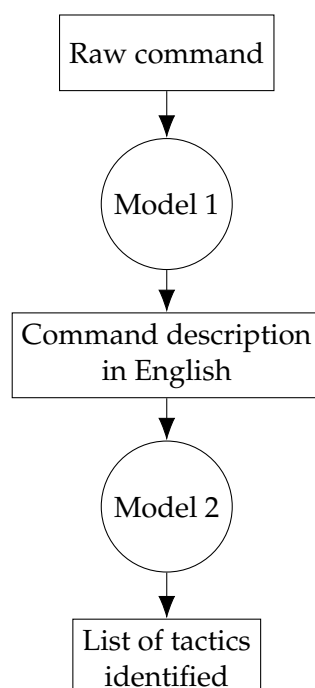 Raw command
Model 1
Command description
in English
Model 2
List of tactics
identified